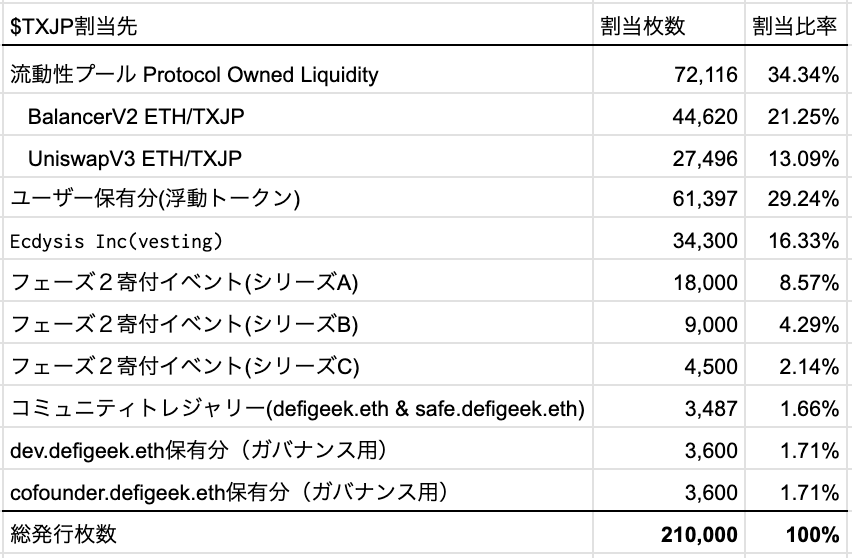 $TXJP割当先 割当枚数 割当比率
流動性プール Protocol Owned Liquidity 72,116 34.34%
BalancerV2 ETH/TXJP 44,620 21.25%
UniswapV3 ETH/TXJP 27,496 13.09%
ユーザー保有分(浮動トークン) 61,397 29.24%
Ecdysis Inc(vesting) 34,300 16.33%
フェーズ２寄付イベント(シリーズA) 18,000 8.57%
フェーズ２寄付イベント(シリーズB) 9,000 4.29%
フェーズ２寄付イベント(シリーズC) 4,500 2.14%
コミュニティトレジャリー(defigeek.eth & safe.defigeek.eth) 3,487 1.66%
dev.defigeek.eth保有分（ガバナンス用） 3,600 1.71%
cofounder.defigeek.eth保有分（ガバナンス用） 3,600 1.71%
総発行枚数 210,000 100%